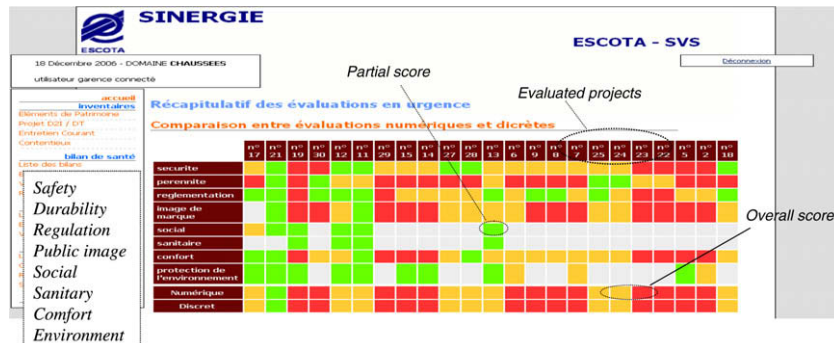 SINERGIE
ESCOTA
ESCOTA - SVS
18 Décembre 2006 - DOMAINE CHAUSSEES
utilisateur garence connecté
Déconnexion
Partial score
Evaluated projects
accueil
inventaires
Eléments de Patrimoine
Projet D2I / DT
Entretien Courant
Contentieux
bilan de santé
Liste des bilans
Récapitulatif des évaluations en urgence
Comparaison entre évaluations numériques et dicrètes
n° 17 n° 21 n° 19 n° 30 n° 12 n° 11 n° 29 n° 15 n° 14 n° 27 n° 28 n° 13 n° 6 n° 9 n° 8 n° 7 n° 25 n° 24 n° 23 n° 22 n° 5 n° 2 n° 18
securite
perennite
reglementation
image de
marque
social
sanitaire
confort
protection de
l'environnement
Numérique
Discret
Overall score
Safety
Durability
Regulation
Public image
Social
Sanitary
Comfort
Environment